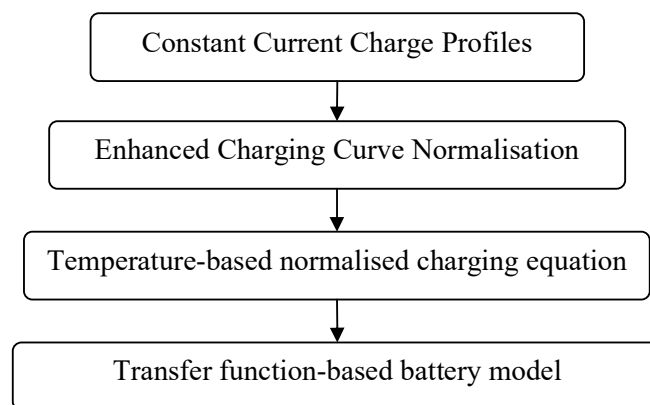 Constant Current Charge Profiles
Enhanced Charging Curve Normalisation
Temperature-based normalised charging equation
Transfer function-based battery model